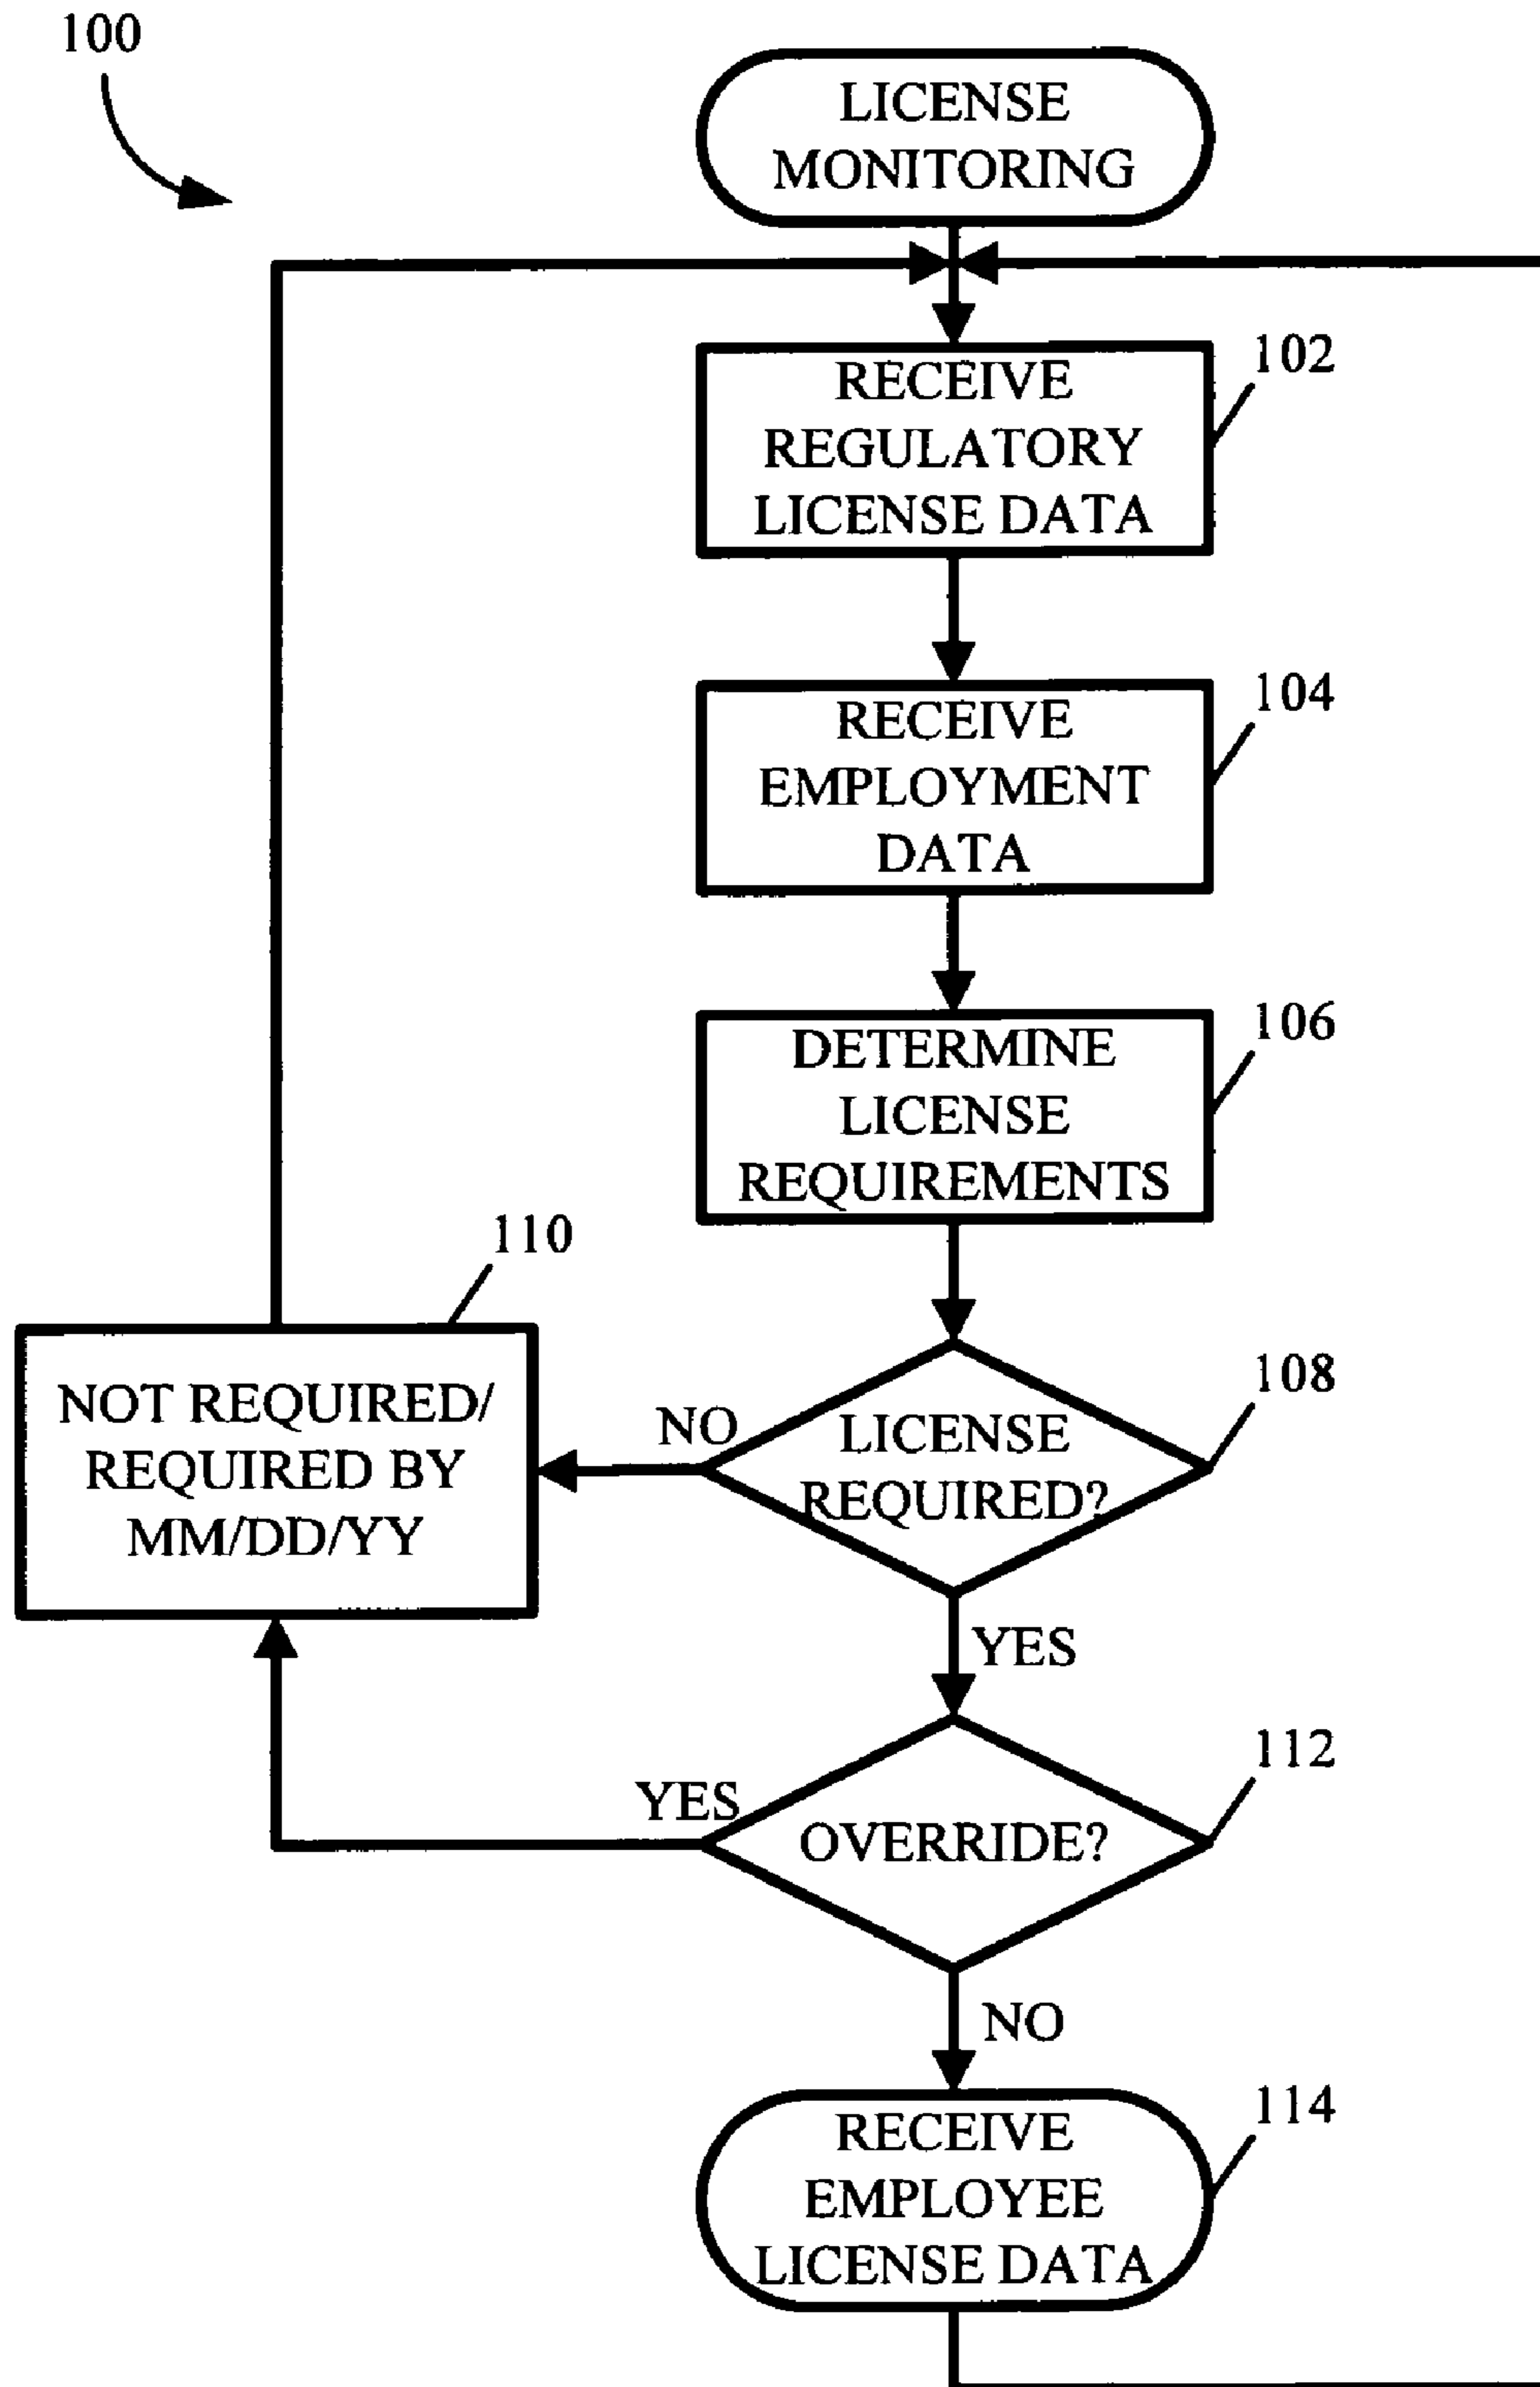 100
LICENSE
MONITORING
RECEIVE
REGULATORY
LICENSE DATA
102
RECEIVE
EMPLOYMENT
DATA
104
DETERMINE
LICENSE
REQUIREMENTS
106
110
NOT REQUIRED/
REQUIRED BY
MM/DD/YY
NO
LICENSE
REQUIRED?
108
YES
YES
OVERRIDE?
112
NO
RECEIVE
EMPLOYEE
LICENSE DATA
114